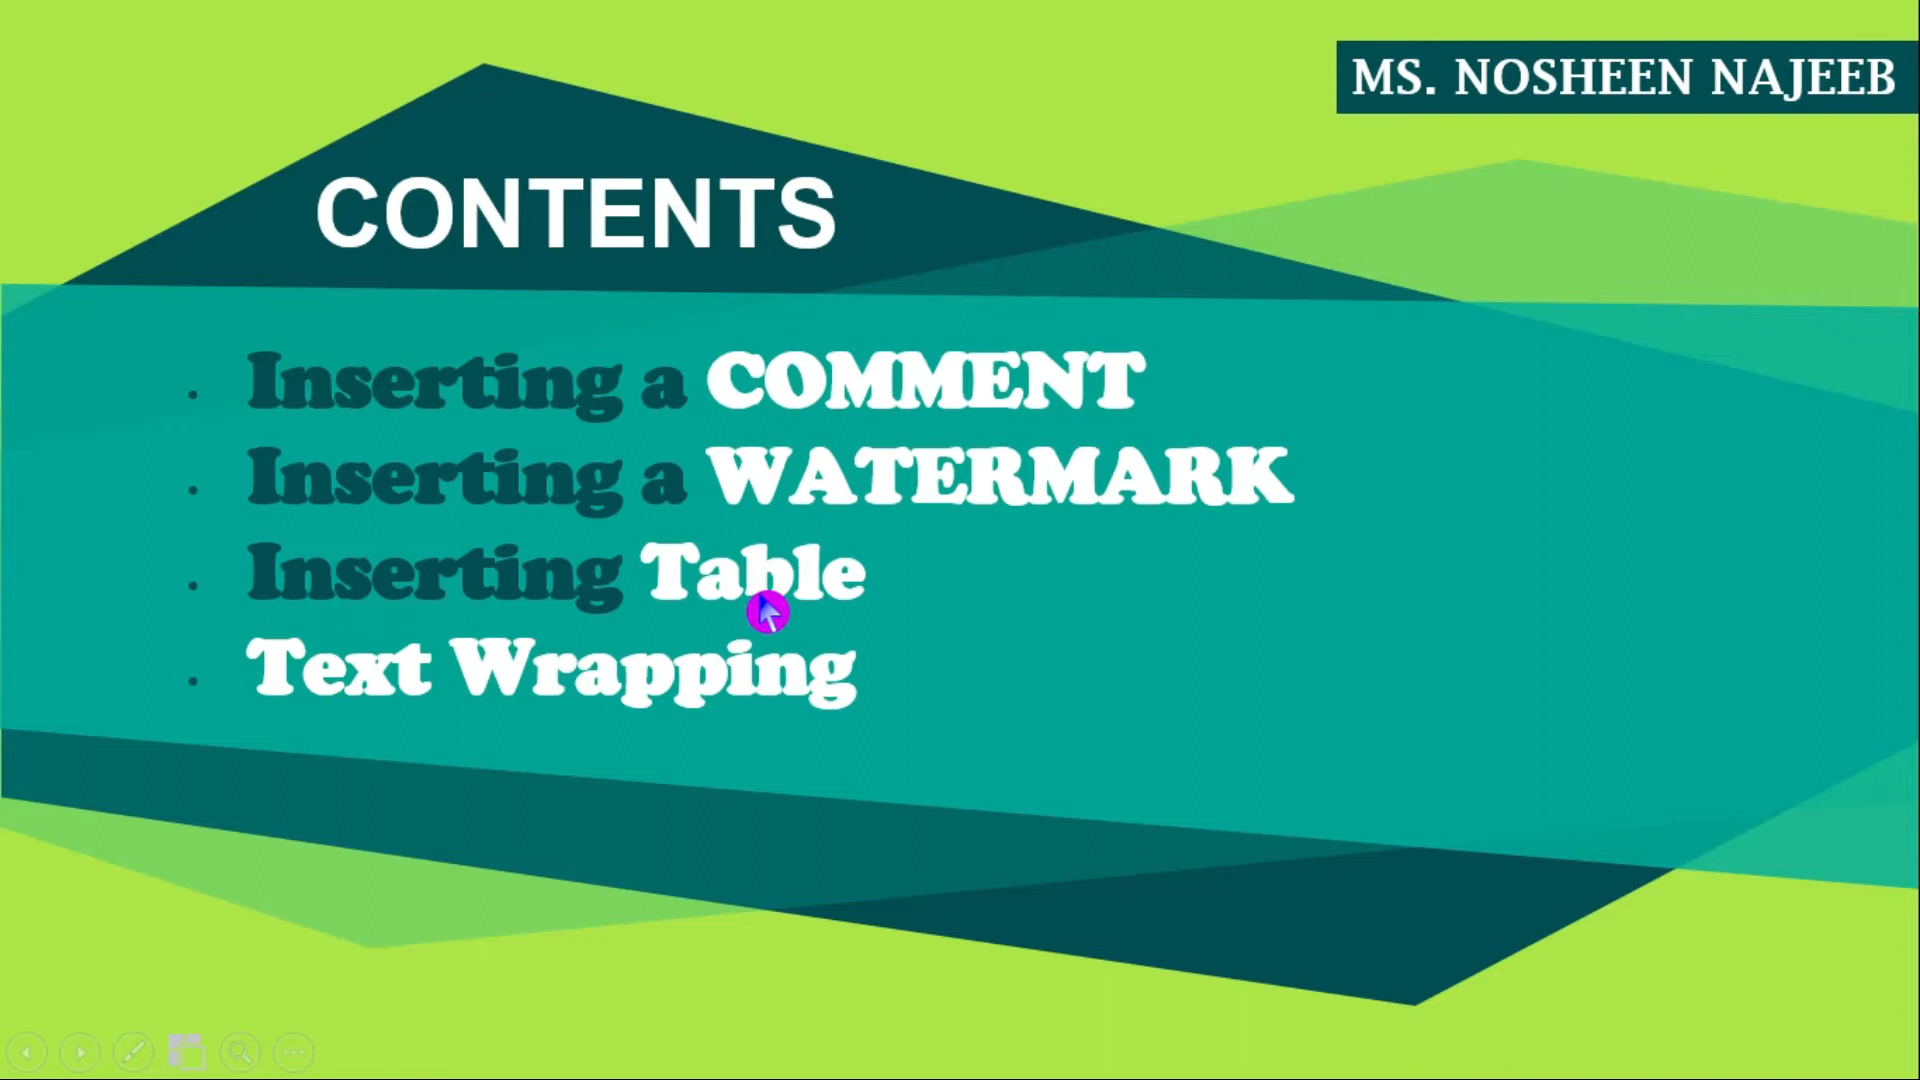 MS. NOSHEEN NAJEEB
CONTENTS
. Inserting a COMMENT
. Inserting a WATERMARK
. Inserting Table
. Text Wrapping